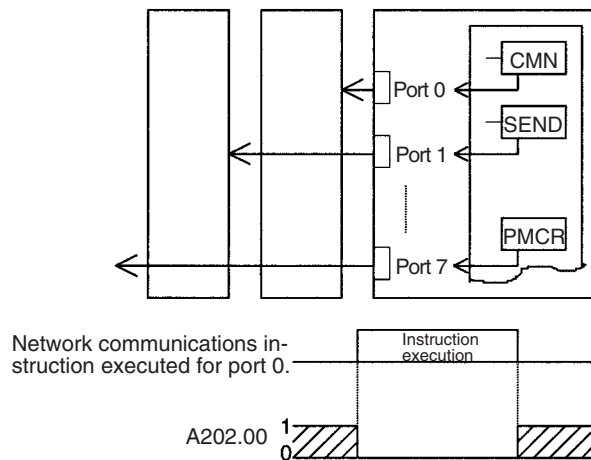 CMN
Port 0
SEND
Port 1
PMCR
Port 7
Network communications in-
struction executed for port 0.
Instruction
execution
A202.00
1
0